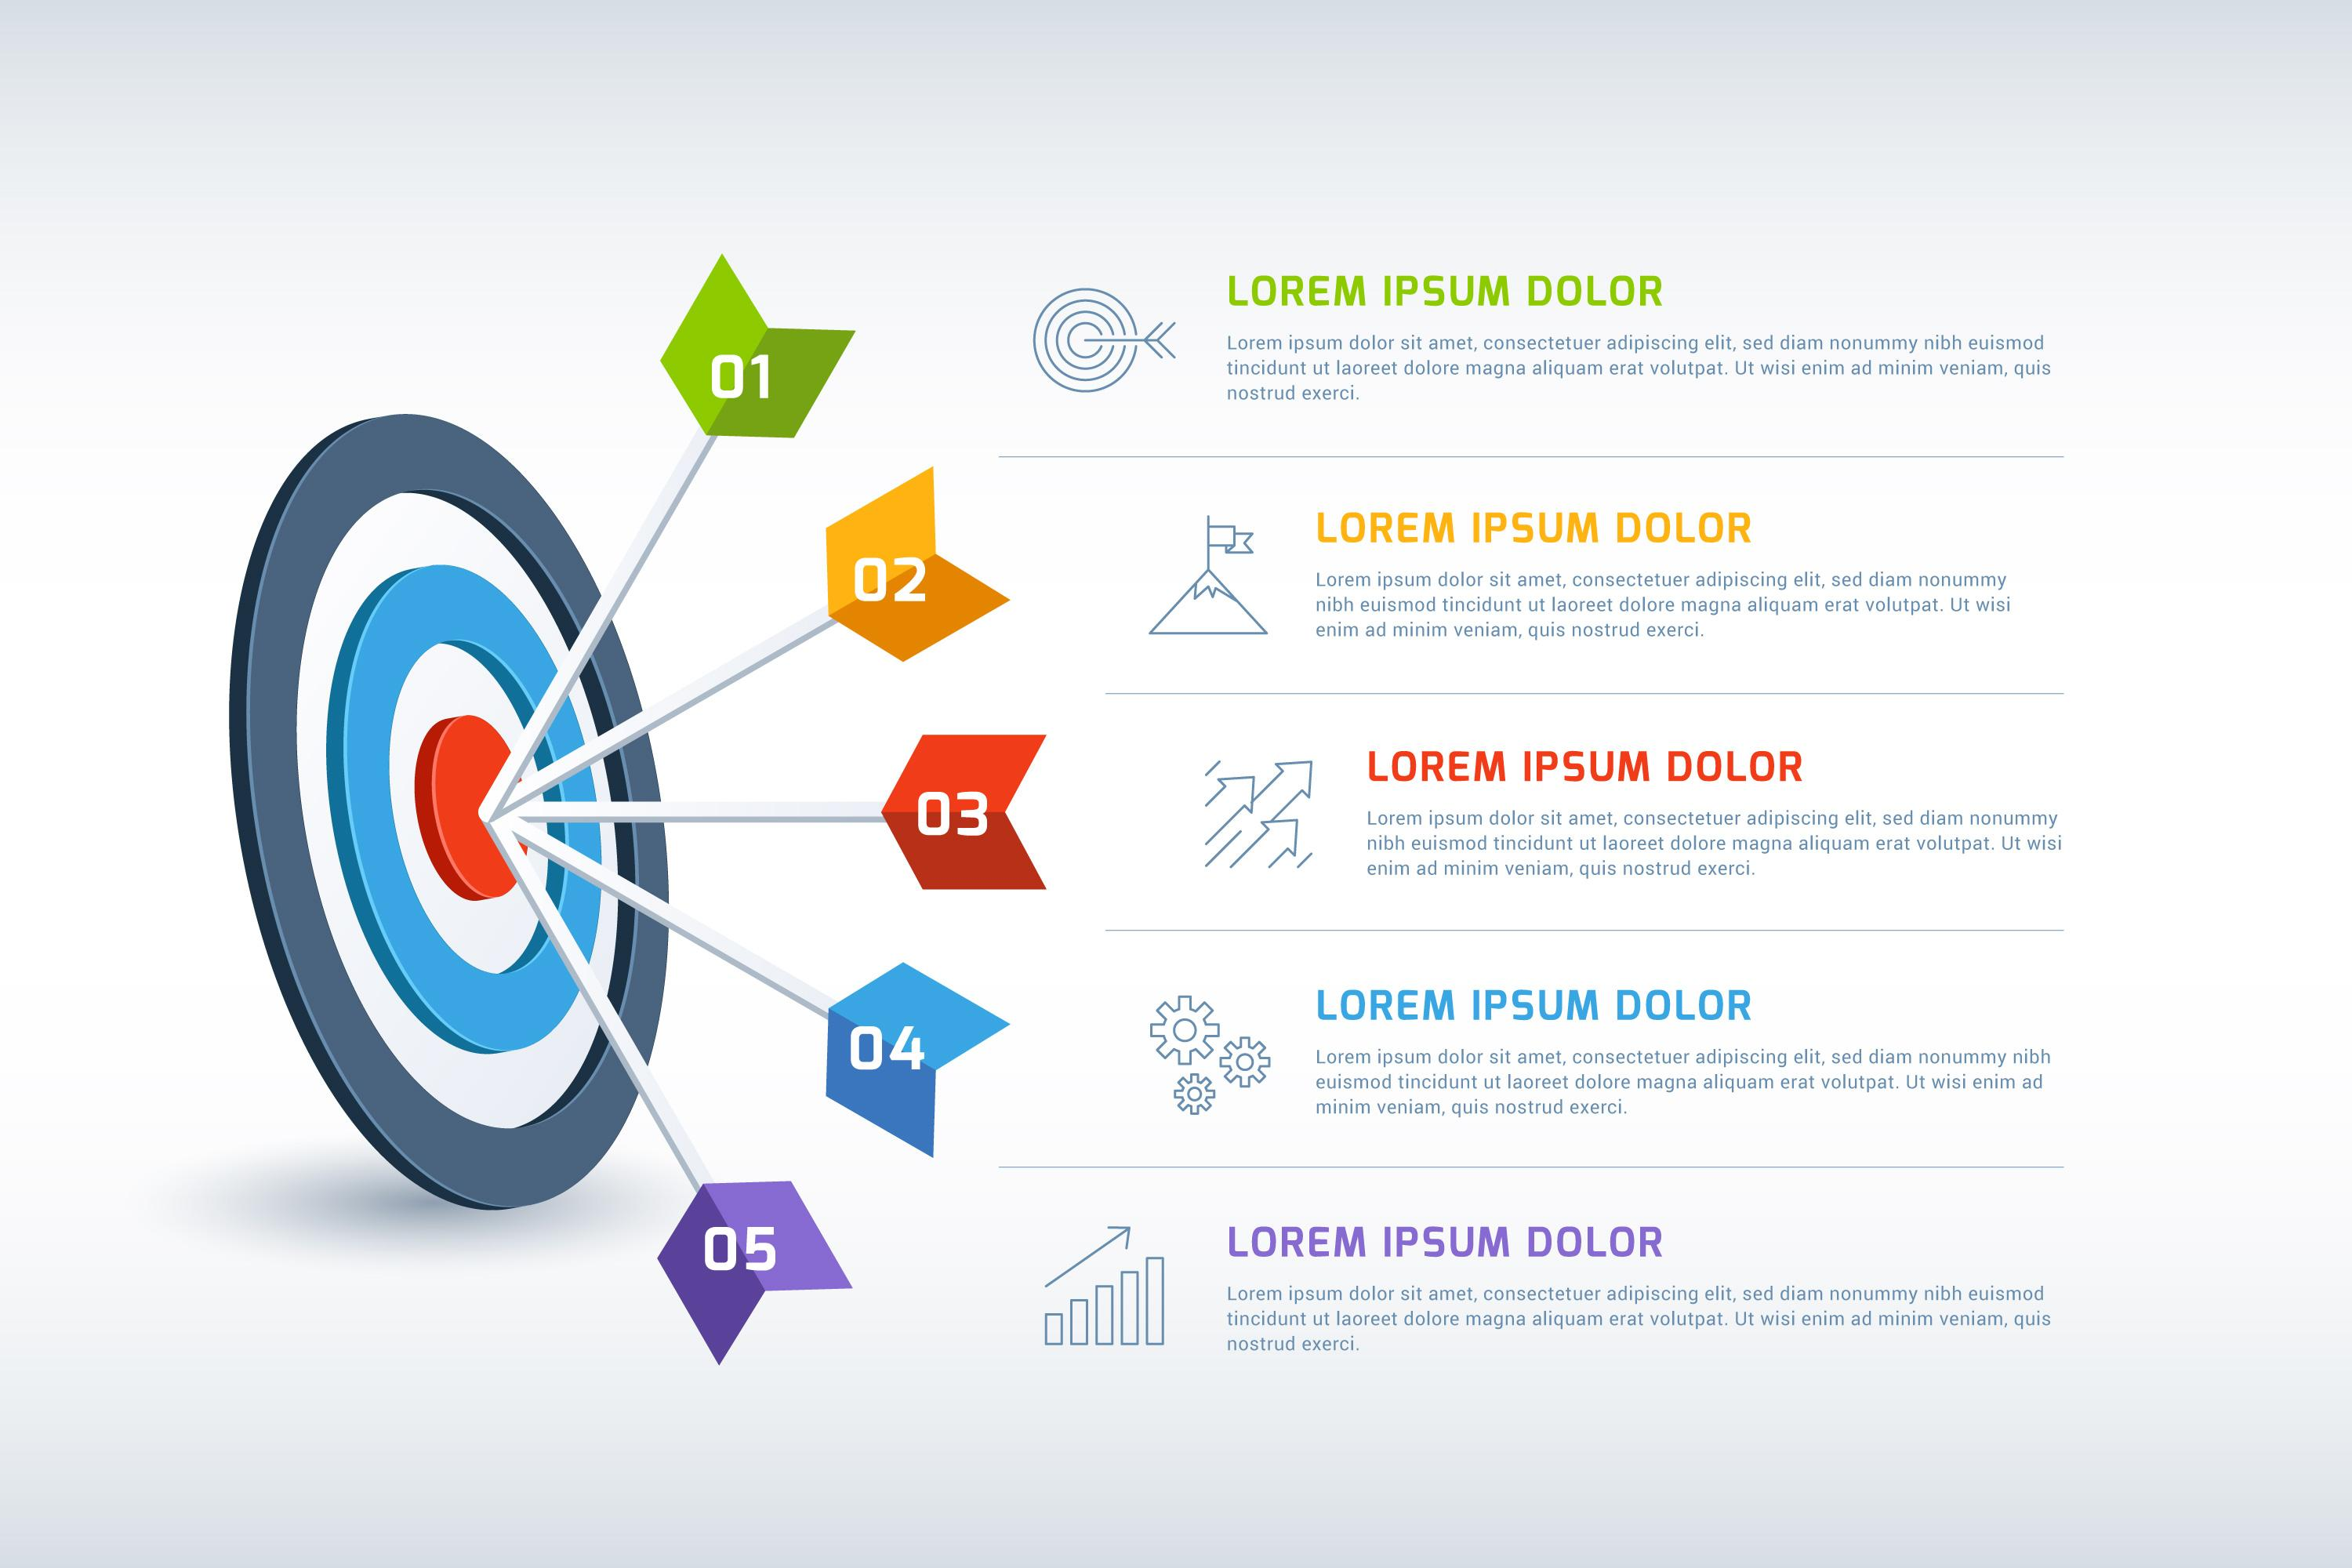 01
LOREM IPSUM DOLOR
Lorem ipsum dolor sit amet, consectetuer adipiscing elit, sed diam nonummy nibh euismod
tincidunt ut laoreet dolore magna aliquam erat volutpat. Ut wisi enim ad minim veniam, quis
nostrud exerci.
02
LOREM IPSUM DOLOR
Lorem ipsum dolor sit amet, consectetuer adipiscing elit, sed diam nonummy
nibh euismod tincidunt ut laoreet dolore magna aliquam erat volutpat. Ut wisi
enim ad minim veniam, quis nostrud exerci.
03
LOREM IPSUM DOLOR
Lorem ipsum dolor sit amet, consectetuer adipiscing elit, sed diam nonummy
nibh euismod tincidunt ut laoreet dolore magna aliquam erat volutpat. Ut wisi
enim ad minim veniam, quis nostrud exerci.
04
LOREM IPSUM DOLOR
Lorem ipsum dolor sit amet, consectetuer adipiscing elit, sed diam nonummy nibh
euismod tincidunt ut laoreet dolore magna aliquam erat volutpat. Ut wisi enim ad
minim veniam, quis nostrud exerci.
05
LOREM IPSUM DOLOR
Lorem ipsum dolor sit amet, consectetuer adipiscing elit, sed diam nonummy nibh euismod
tincidunt ut laoreet dolore magna aliquam erat volutpat. Ut wisi enim ad minim veniam, quis
nostrud exerci.